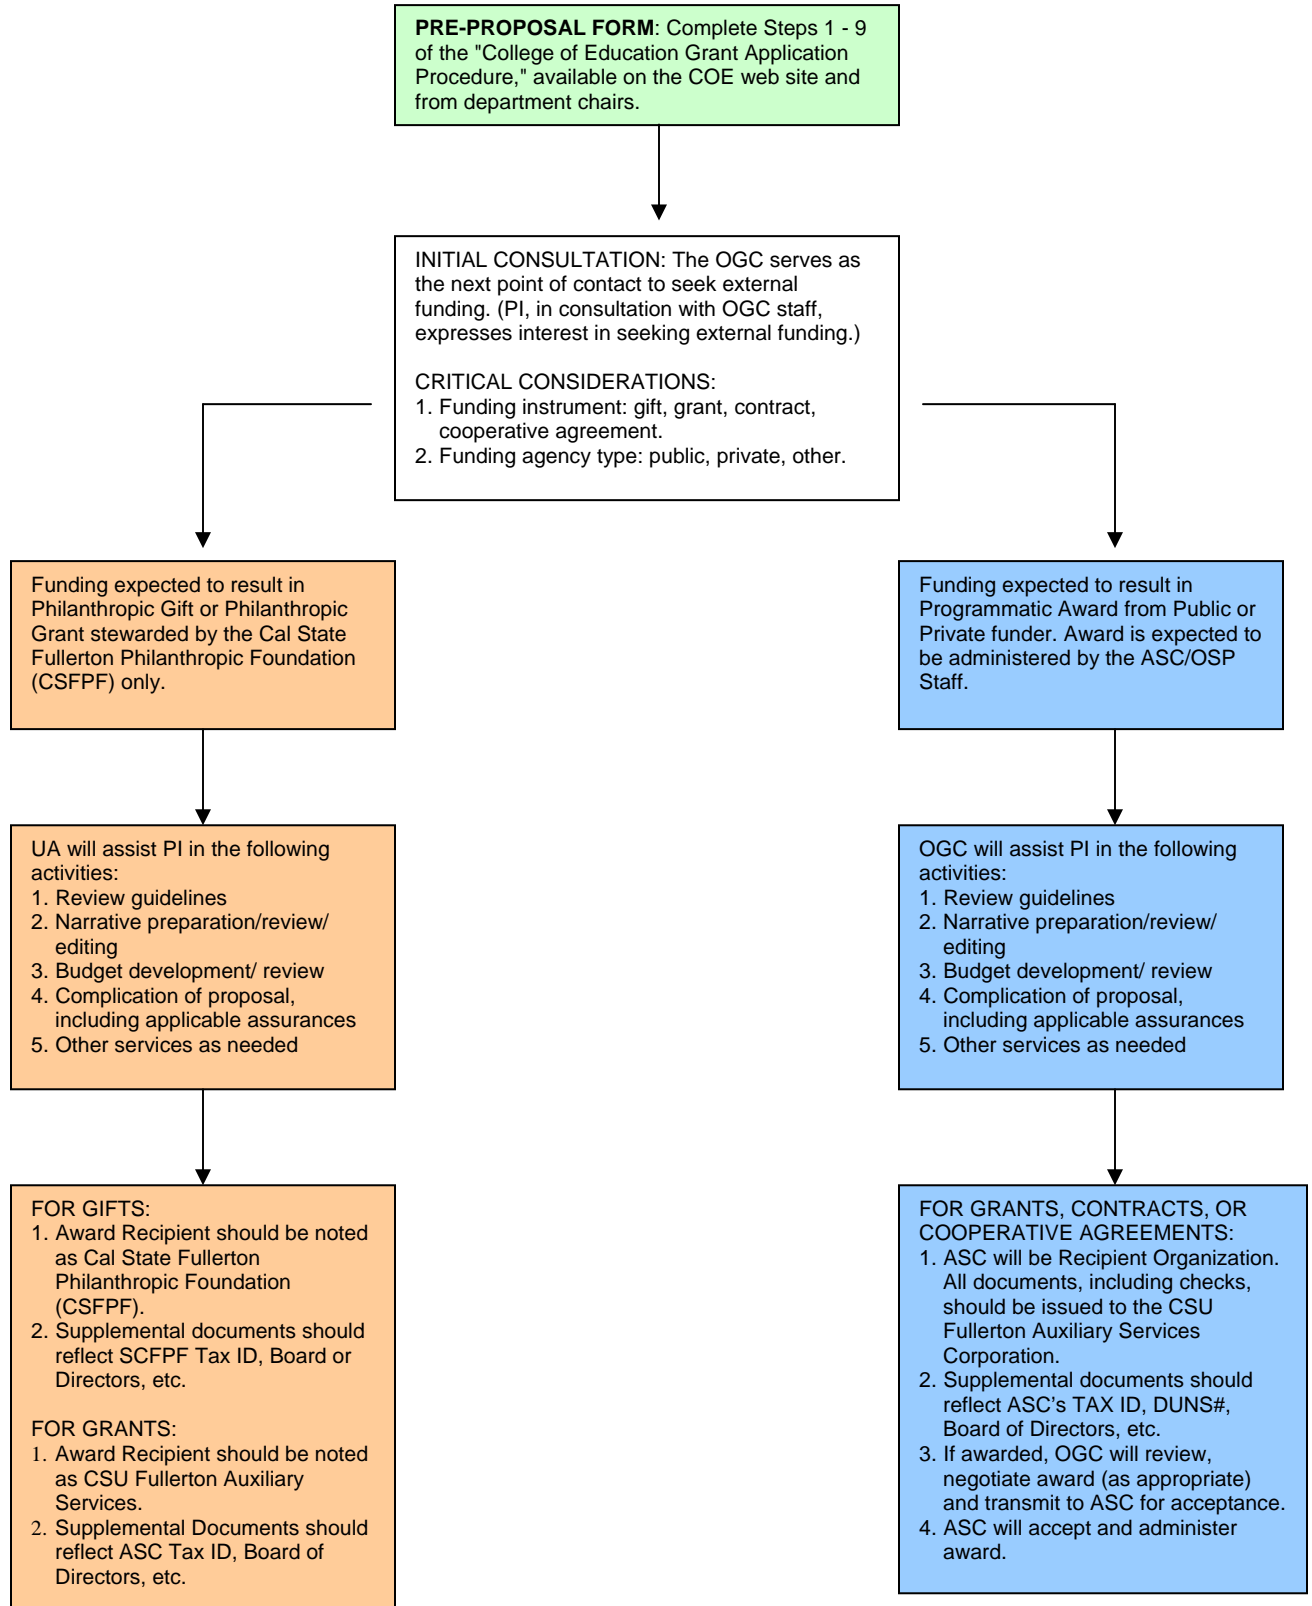 PRE-PROPOSAL FORM: Complete Steps 1 - 9
of the "College of Education Grant Application
Procedure," available on the COE web site and
from department chairs.
INITIAL CONSULTATION: The OGC serves as
the next point of contact to seek external
funding. (PI, in consultation with OGC staff,
expresses interest in seeking external funding.)
CRITICAL CONSIDERATIONS:
1. Funding instrument: gift, grant, contract,
cooperative agreement.
2. Funding agency type: public, private, other.
Funding expected to result in
Philanthropic Gift or Philanthropic
Grant stewarded by the Cal State
Fullerton Philanthropic Foundation
(CSFPF) only.
UA will assist PI in the following
activities:
1. Review guidelines
2. Narrative preparation/review/
editing
3. Budget development/ review
4. Complication of proposal,
including applicable assurances
5. Other services as needed
FOR GIFTS:
1. Award Recipient should be noted
as Cal State Fullerton
Philanthropic Foundation
(CSFPF).
2. Supplemental documents should
reflect SCFPF Tax ID, Board or
Directors, etc.
FOR GRANTS:
1. Award Recipient should be noted
as CSU Fullerton Auxiliary
Services.
2. Supplemental Documents should
reflect ASC Tax ID, Board of
Directors, etc.
Funding expected to result in
Programmatic Award from Public or
Private funder. Award is expected to
be administered by the ASC/OSP
Staff.
OGC will assist PI in the following
activities:
1. Review guidelines
2. Narrative preparation/review/
editing
3. Budget development/ review
4. Complication of proposal,
including applicable assurances
5. Other services as needed
FOR GRANTS, CONTRACTS, OR
COOPERATIVE AGREEMENTS:
1. ASC will be Recipient Organization.
All documents, including checks,
should be issued to the CSU
Fullerton Auxiliary Services
Corporation.
2. Supplemental documents should
reflect ASC’s TAX ID, DUNS#,
Board of Directors, etc.
3. If awarded, OGC will review,
negotiate award (as appropriate)
and transmit to ASC for acceptance.
4. ASC will accept and administer
award.